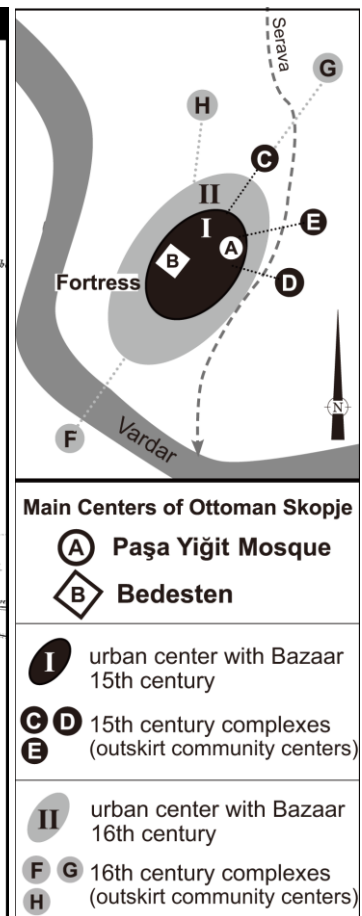 Serava
G
H
C
II
I
E
A
B
Fortress
D
F
Vardar
N
Main Centers of Ottoman Skopje
A Paşa Yiğit Mosque
B Bedesten
I urban center with Bazaar
15th century
C D 15th century complexes
E (outskirt community centers)
II urban center with Bazaar
16th century
F G 16th century complexes
H (outskirt community centers)